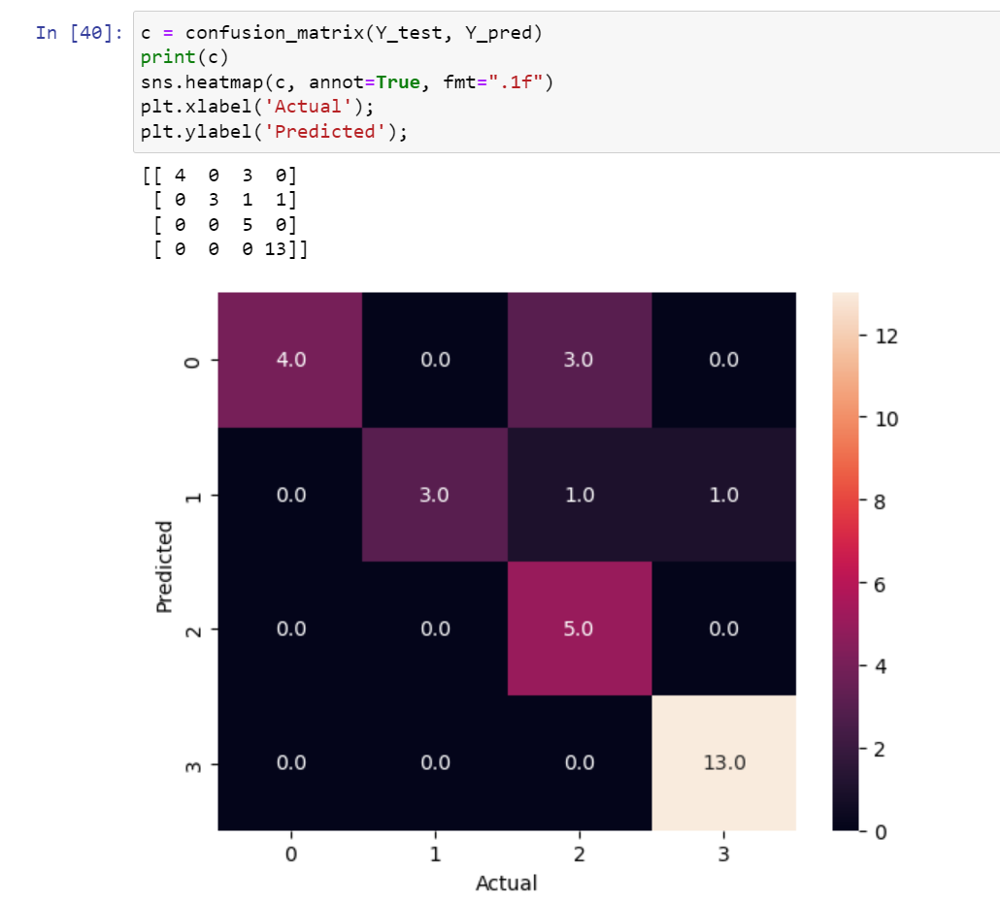 In [40]: c = confusion_matrix(Y_test, Y_pred)
print(c)
sns.heatmap(c, annot=True, fmt=".1f")
plt.xlabel('Actual');
plt.ylabel('Predicted');
[[ 4 0 3 0]
[ 0 3 1 1]
[ 0 0 5 0]
[ 0 0 0 13]]
12
0 4.0 0.0 3.0 0.0
10
1 0.0 3.0 1.0 1.0
8
Predicted
6
2 0.0 0.0 5.0 0.0
4
2
3 0.0 0.0 0.0 13.0
0
0 1 2 3
Actual